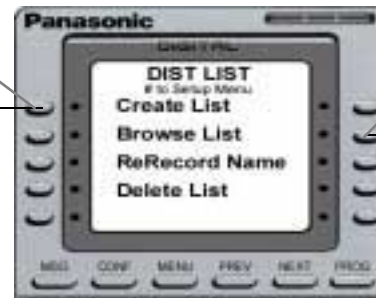 Panasonic
DIGITAL
DIST LIST
# to Setup Menu
Create List
Browse List
ReRecord Name
Delete List
MSG CONF MENU PREV NEXT PROG